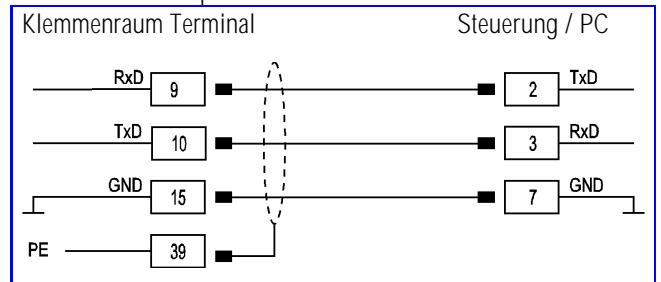 Klemmenraum Terminal Steuerung / PC
RxD 9 2 TxD
TxD 10 3 RxD
GND 15 7 GND
PE 39